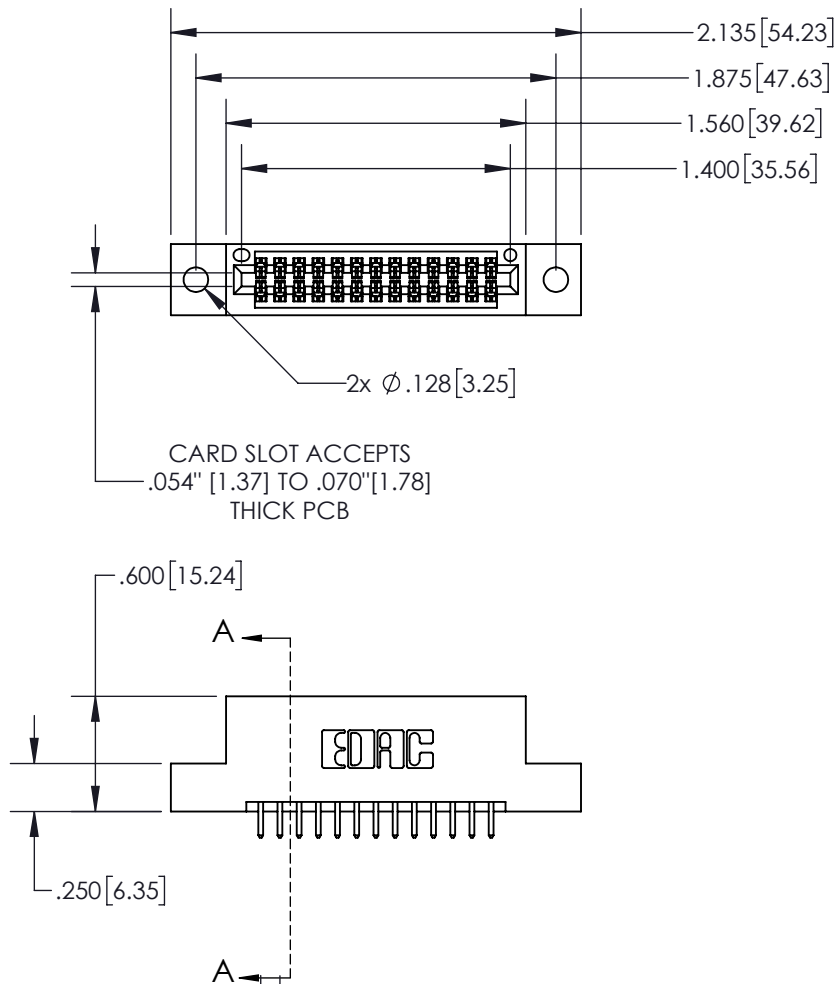 2.135[54.23]
1.875[47.63]
1.560[39.62]
1.400[35.56]
2x Ø.128[3.25]
CARD SLOT ACCEPTS
.054" [1.37] TO .070"[1.78]
THICK PCB
.600[15.24]
A
EDAC
.250[6.35]
A